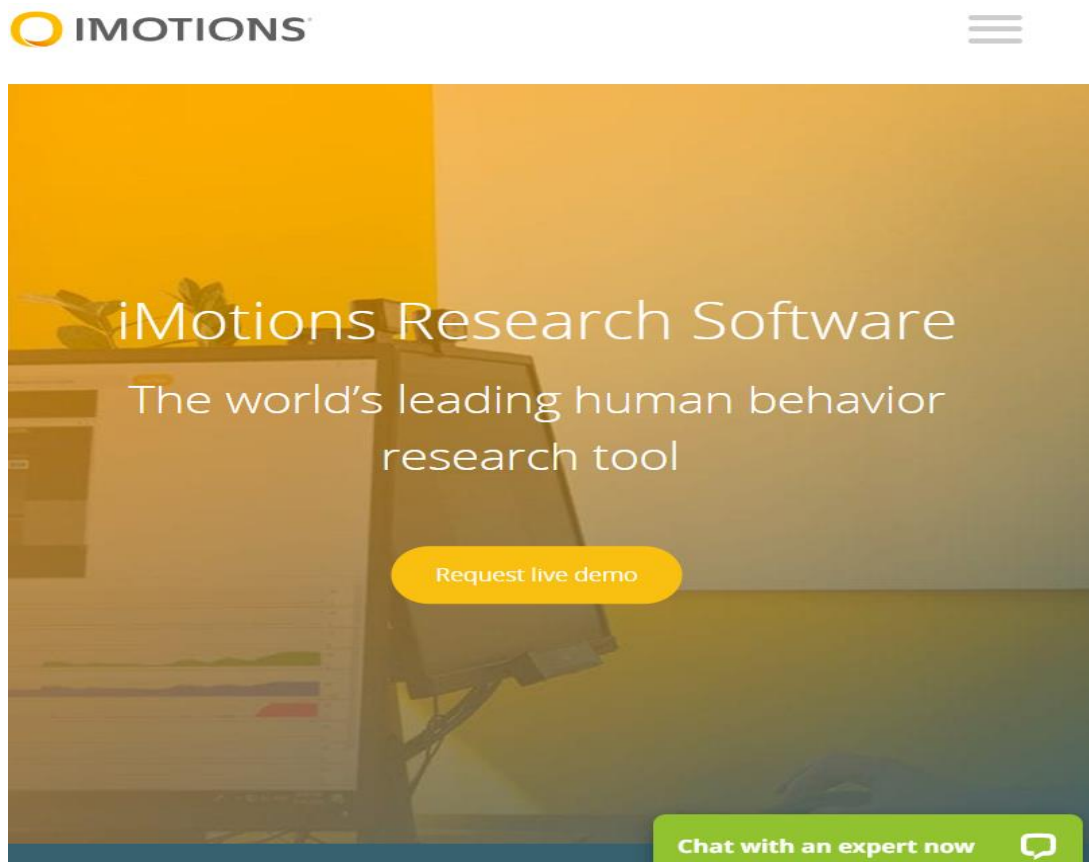 IMOTIONS
iMotions Research Software
The world's leading human behavior
research tool
Request live demo
Chat with an expert now